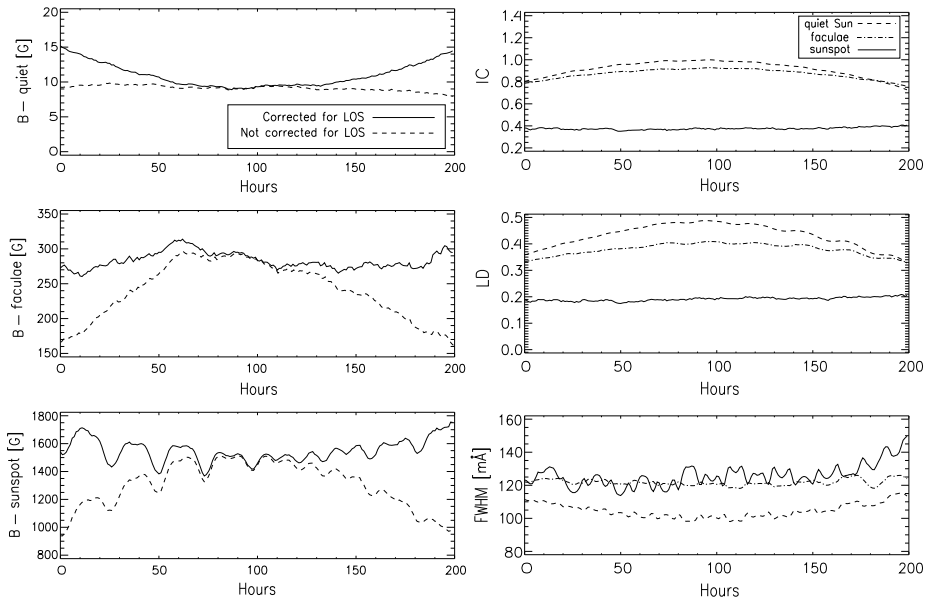 B– quiet [G]
20
15
10
5
0
Corrected for LOS
Not corrected for LOS
0 50 100 150 200
Hours
IC
1.4
1.2
1.0
0.8
0.6
0.4
0.2
quiet Sun
faculae
sunspot
0 50 100 150 200
Hours
B– faculae [G]
350
300
250
200
150
0 50 100 150 200
Hours
LD
0.5
0.4
0.3
0.2
0.1
0.0
0 50 100 150 200
Hours
B– sunspot [G]
1800
1600
1400
1200
1000
800
0 50 100 150 200
Hours
FWHM [mÅ]
160
140
120
100
80
0 50 100 150 200
Hours